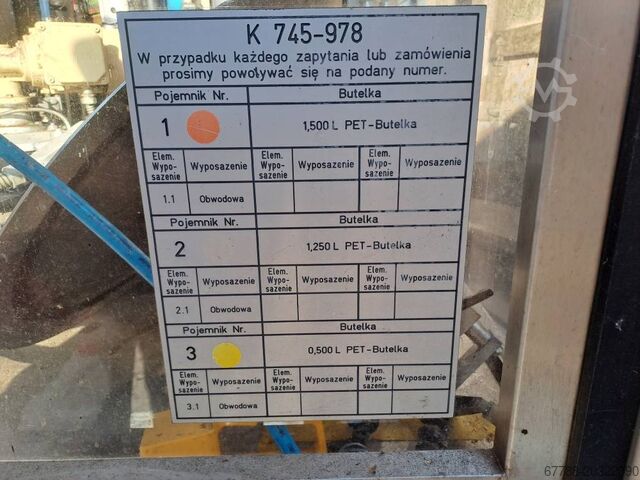 K 745-978
W przypadku każdego zapytania lub zamówienia
prosimy powoływać się na podany numer.
Pojemnik Nr. Butelka
1 1,500 L PET-Butelka
Elem. Wypo- sazenie Wyposazenie Elem. Wypo- sazenie Wyposazenie Elem. Wypo- sazenie Wyposazenie
1.1 Obwodowa
Pojemnik Nr. Butelka
2 1,250 L PET-Butelka
Elem. Wypo- sazenie Wyposazenie Elem. Wypo- sazenie Wyposazenie Elem. Wypo- sazenie Wyposazenie
2.1 Obwodowa
Pojemnik Nr. Butelka
3 0,500 L PET-Butelka
Elem. Wypo- sazenie Wyposazenie Elem. Wypo- sazenie Wyposazenie Elem. Wypo- sazenie Wyposazenie
3.1 Obwodowa